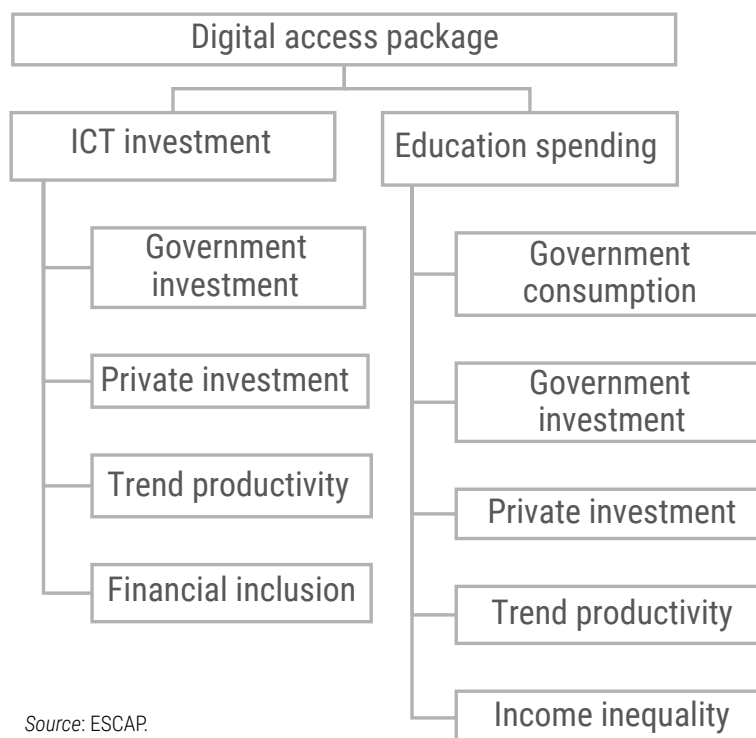 Digital access package
ICT investment
Education spending
Government
investment
Private investment
Trend productivity
Financial inclusion
Government
consumption
Government
investment
Private investment
Trend productivity
Income inequality
Source: ESCAP.